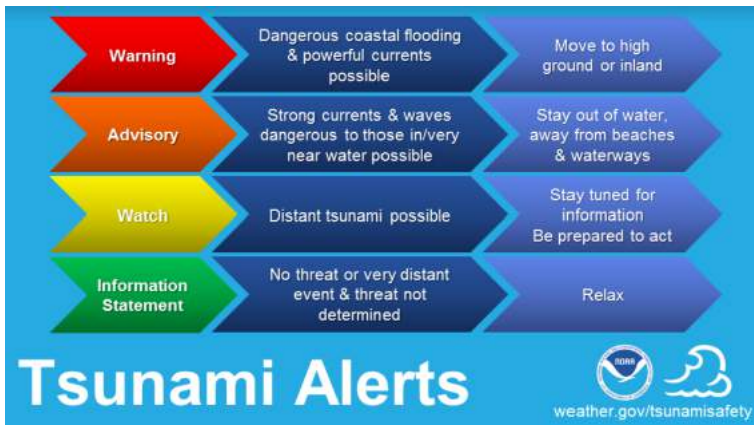 Warning
Dangerous coastal flooding
& powerful currents
possible
Move to high
ground or inland
Advisory
Strong currents & waves
dangerous to those in/very
near water possible
Stay out of water,
away from beaches
& waterways
Watch
Distant tsunami possible
Stay tuned for
information
Be prepared to act
Information
Statement
No threat or very distant
event & threat not
determined
Relax
Tsunami Alerts
NOAA
weather.gov/tsunamisafety